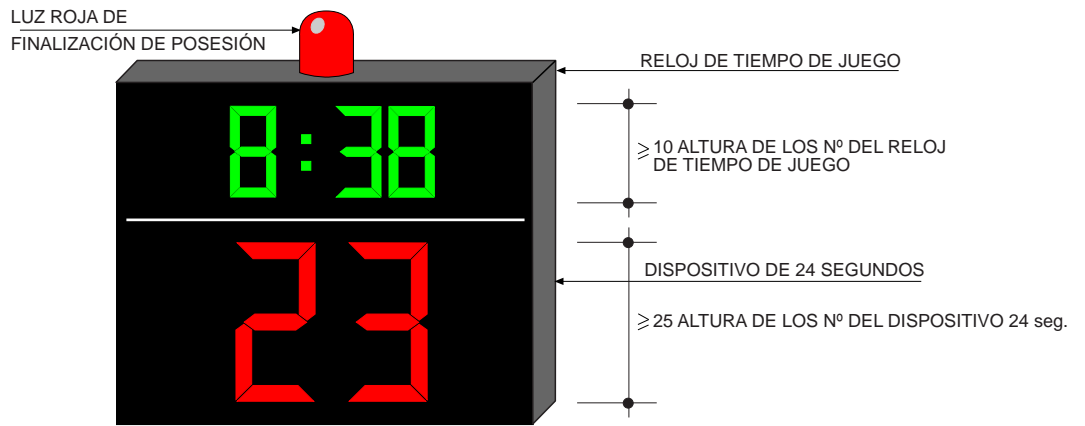 LUZ ROJA DE
FINALIZACIÓN DE POSESIÓN
RELOJ DE TIEMPO DE JUEGO
8:38
≥10 ALTURA DE LOS Nº DEL RELOJ
DE TIEMPO DE JUEGO
23
DISPOSITIVO DE 24 SEGUNDOS
≥25 ALTURA DE LOS Nº DEL DISPOSITIVO 24 seg.